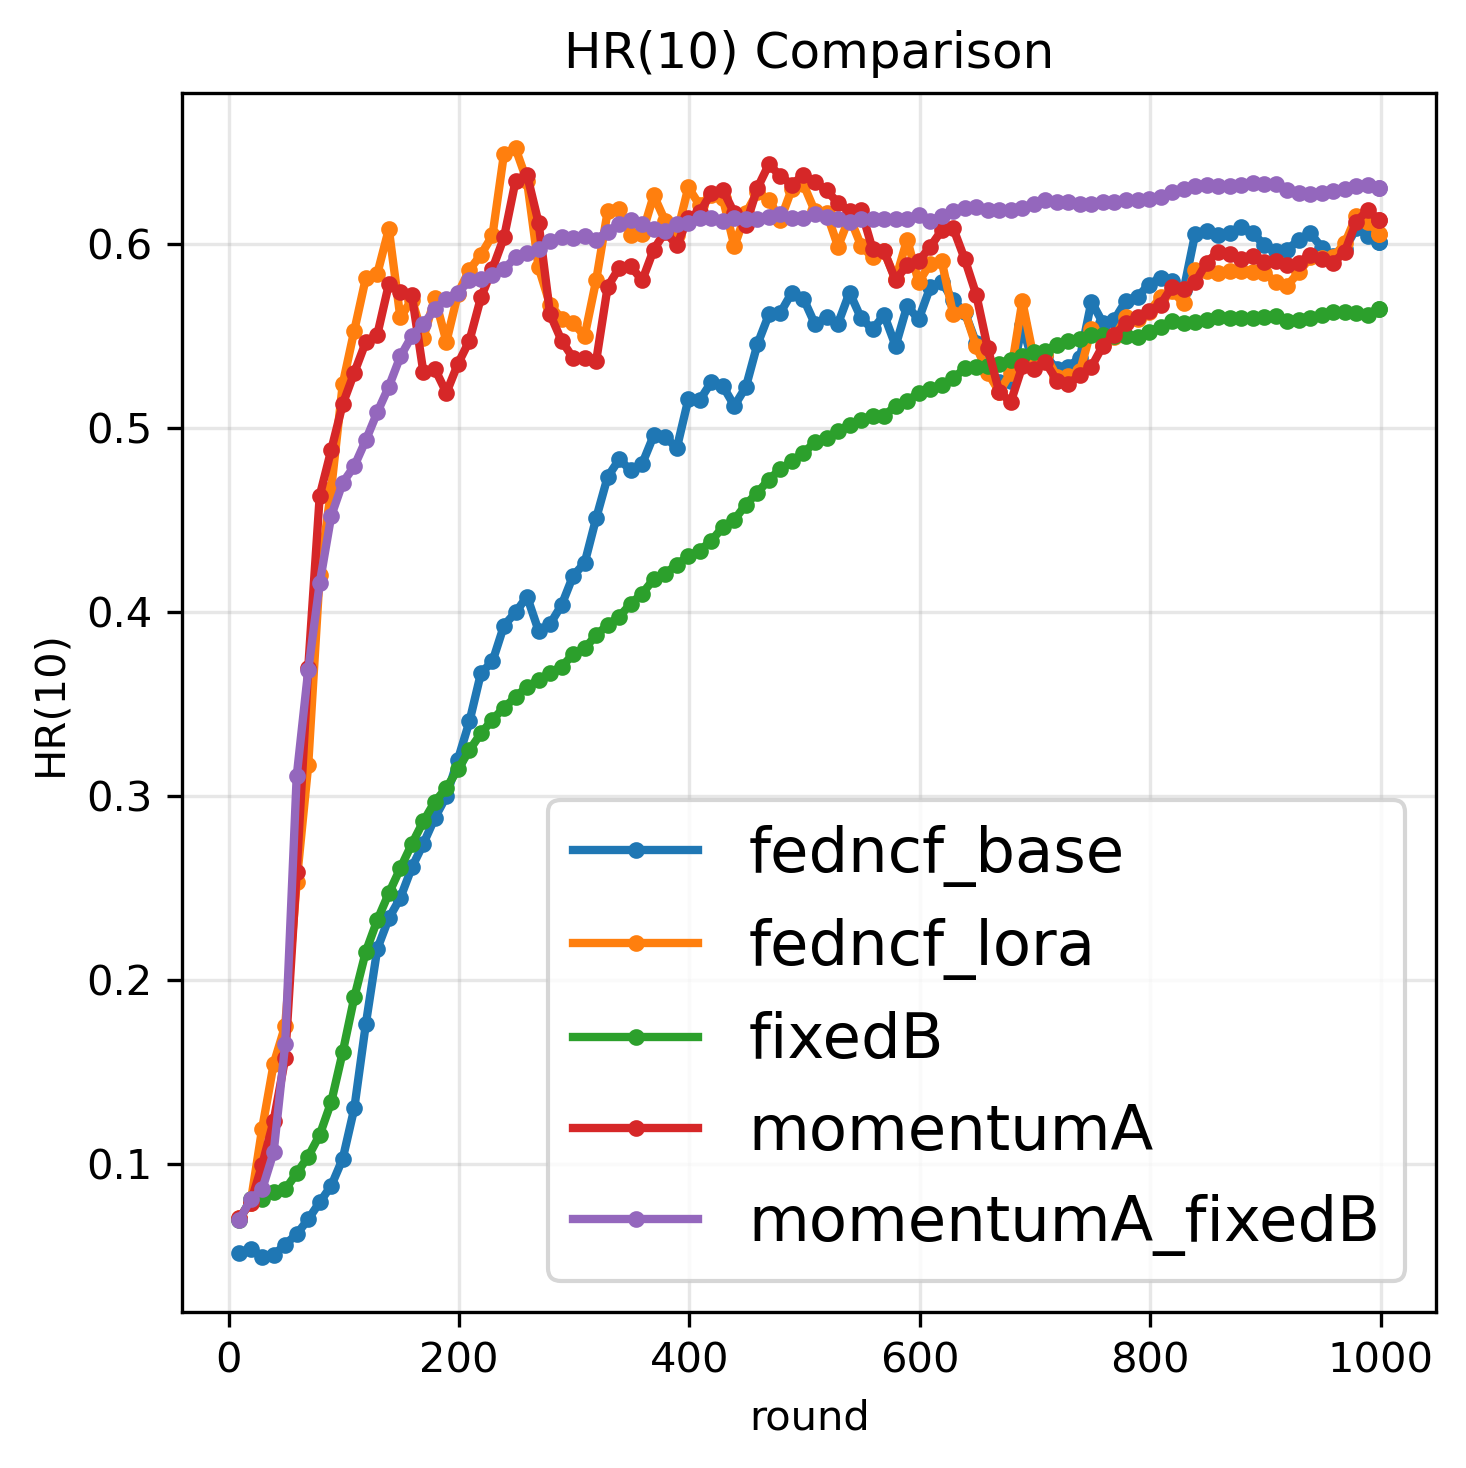 HR(10) Comparison
HR(10)
0.6
0.5
0.4
0.3
0.2
0.1
fedncf_base
fedncf_lora
fixedB
momentumA
momentumA_fixedB
0 200 400 600 800 1000
round